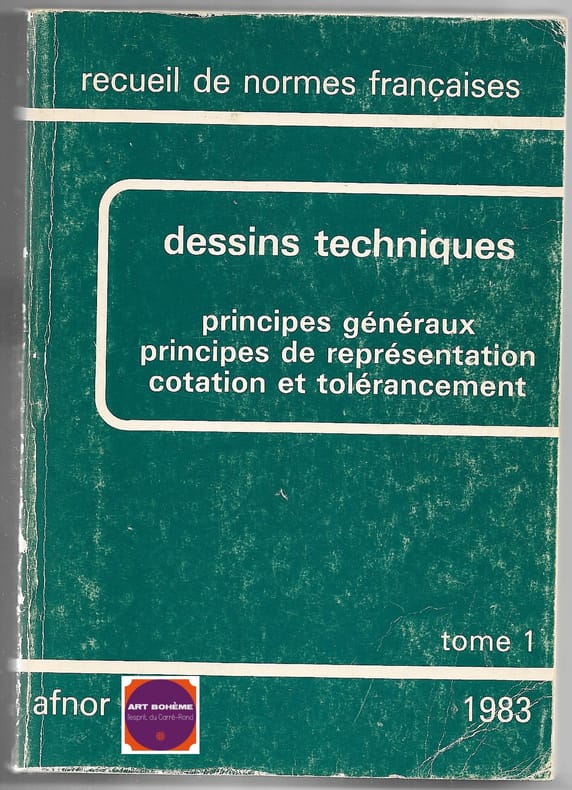 recueil de normes françaises
dessins techniques
principes généraux
principes de représentation
cotation et tolérancement
tome 1
afnor
ART BOHÈME
l'esprit du Carré-Rond
1983